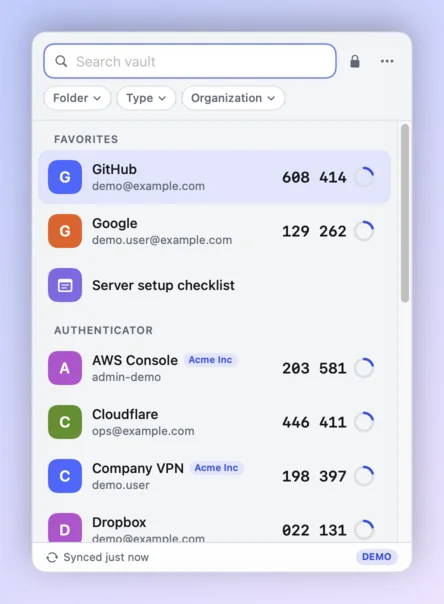 Search vault
Folder Type Organization
FAVORITES
G GitHub 608 414
demo@example.com
G Google 129 262
demo.user@example.com
Server setup checklist
AUTHENTICATOR
A AWS Console Acme Inc 203 581
admin-demo
C Cloudflare 446 411
ops@example.com
C Company VPN Acme Inc 198 397
demo.user
D Dropbox 022 131
demo@example.com
Synced just now DEMO